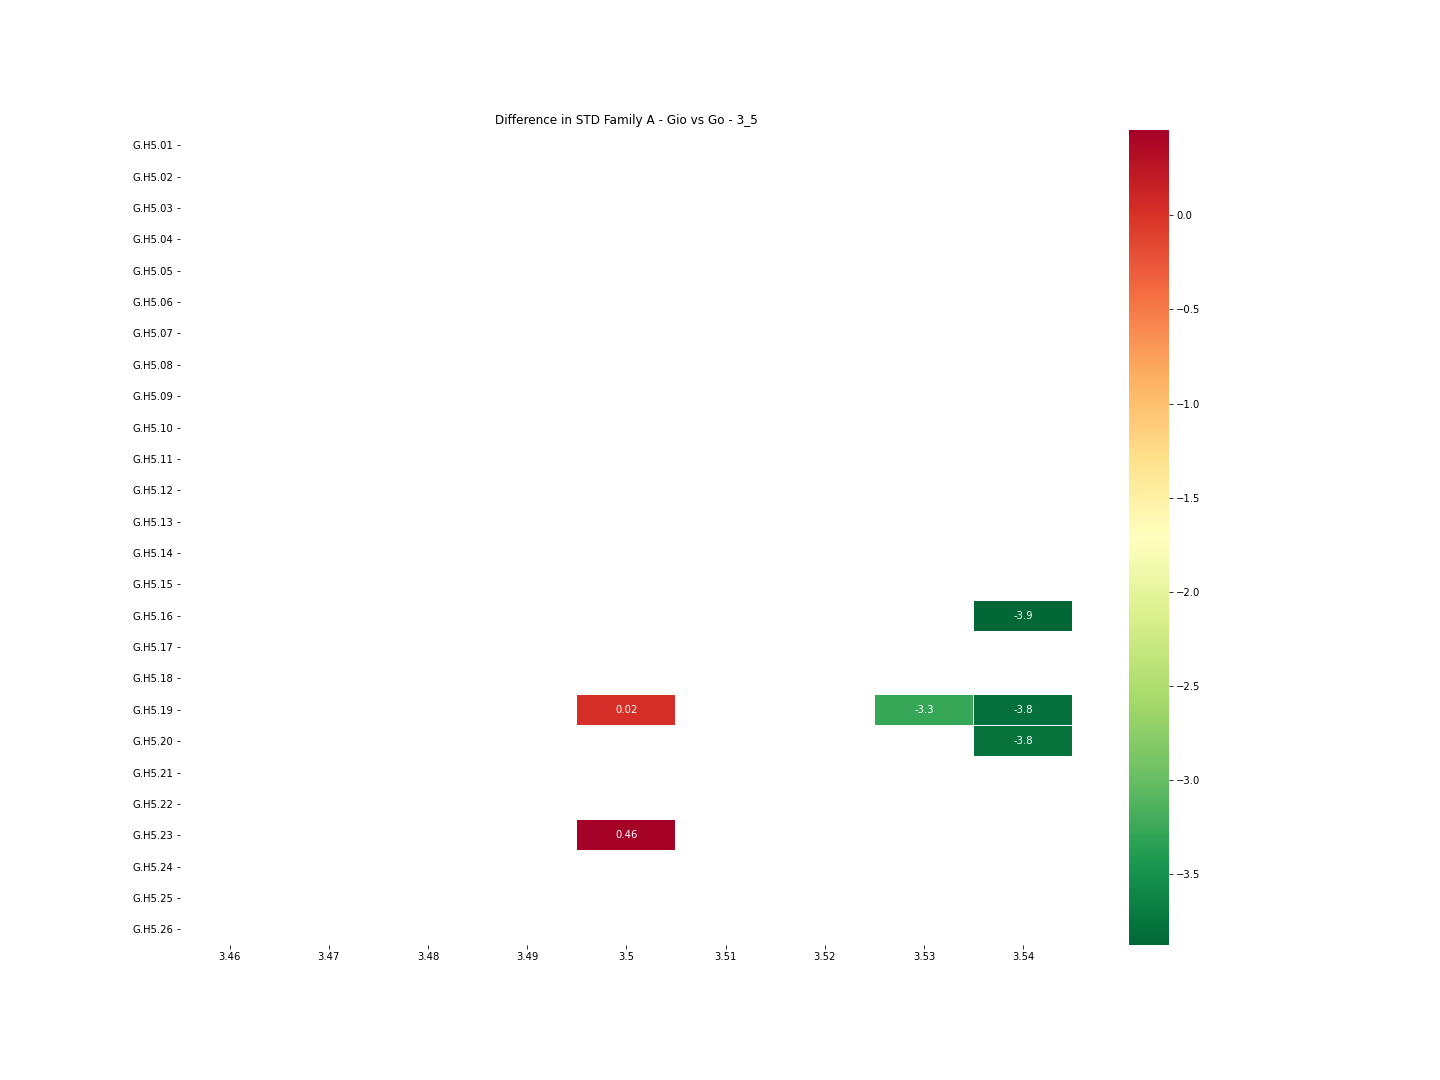 Difference in STD Family A - Gio vs Go - 3_5
G.H5.01
G.H5.02
G.H5.03
G.H5.04
G.H5.05
G.H5.06
G.H5.07
G.H5.08
G.H5.09
G.H5.10
G.H5.11
G.H5.12
G.H5.13
G.H5.14
G.H5.15
G.H5.16
G.H5.17
G.H5.18
G.H5.19
G.H5.20
G.H5.21
G.H5.22
G.H5.23
G.H5.24
G.H5.25
G.H5.26
-3.9
0.02 -3.3 -3.8
-3.8
0.46
3.46 3.47 3.48 3.49 3.5 3.51 3.52 3.53 3.54
0.0
−0.5
−1.0
−1.5
−2.0
−2.5
−3.0
−3.5